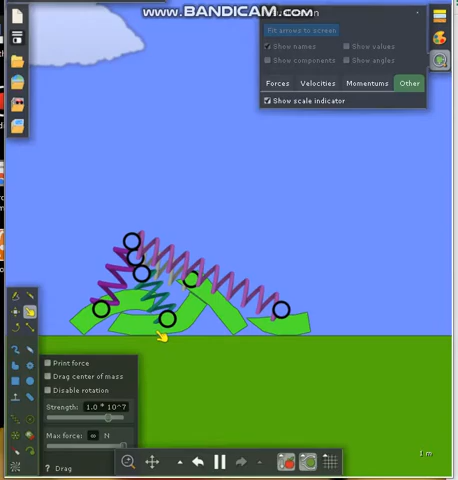 www.BANDICAM.com
Fit arrows to screen
Show names
Show values
Show components
Show angles
Forces
Velocities
Momentums
Other
Show scale indicator
Print force
Drag center of mass
Disable rotation
Strength: 1.0 * 10^7
Max force: ∞ N
? Drag
1 m